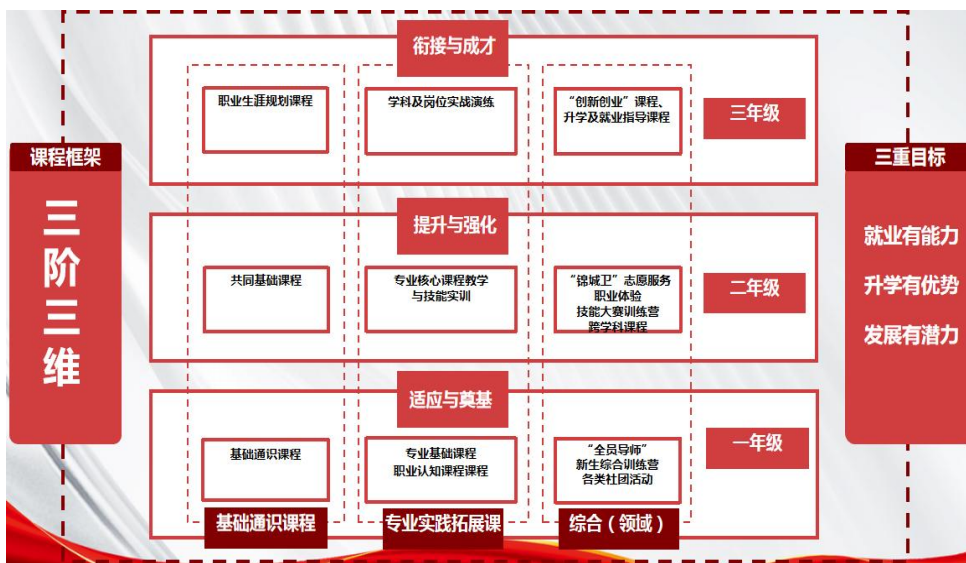 衔接与成才
职业生涯规划课程
学科及岗位实战演练
“创新创业”课程、
升学及就业指导课程
三年级
课程框架
三阶三维
三重目标
就业有能力
升学有优势
发展有潜力
提升与强化
共同基础课程
专业核心课程教学
与技能实训
“锦城卫”志愿服务
职业体验
技能大赛训练营
跨学科课程
二年级
适应与奠基
基础通识课程
专业基础课程
职业认知课程课程
“全员导师”
新生综合训练营
各类社团活动
一年级
基础通识课程
专业实践拓展课
综合（领域）